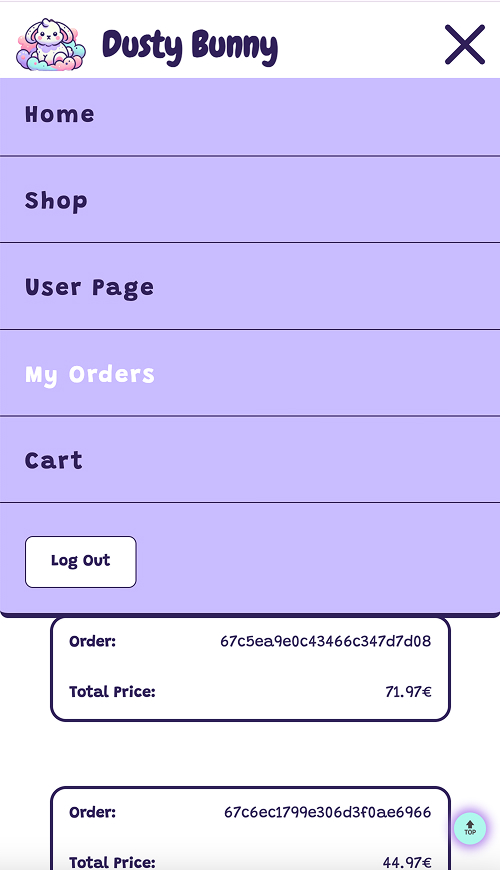 Dusty Bunny
Home
Shop
User Page
My Orders
Cart
Log Out
Order: 67c5ea9e0c43466c347d7d08
Total Price: 71.97€
Order: 67c6ec1799e306d3f0ae6966
TOP
Total Price: 44.97€